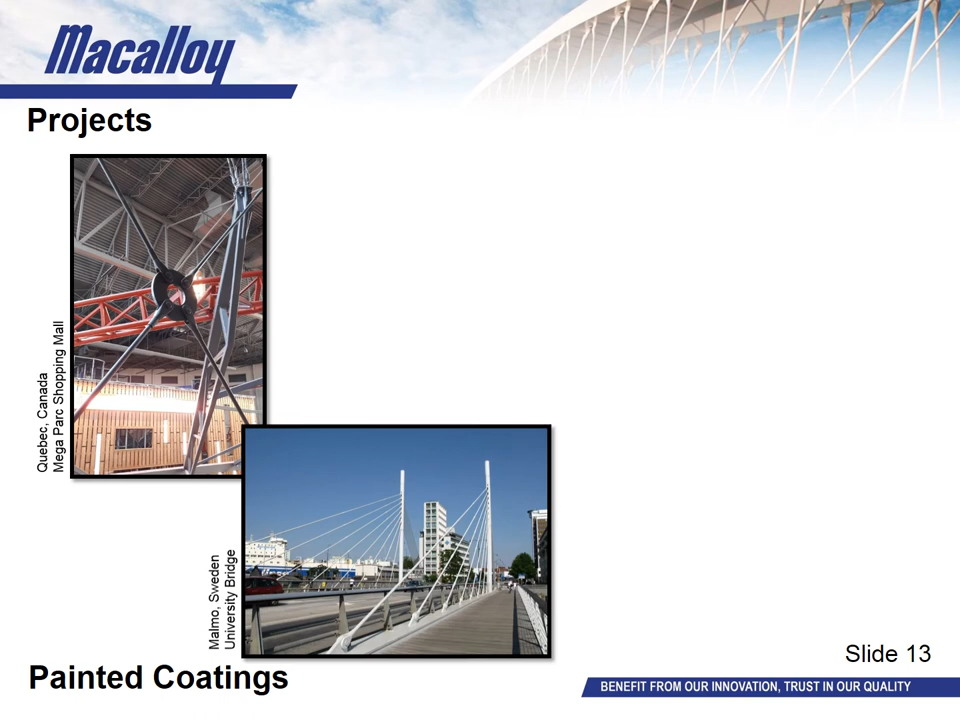 Macalloy
Projects
Quebec, Canada
Mega Parc Shopping Mall
Malmo, Sweden
University Bridge
Slide 13
Painted Coatings
BENEFIT FROM OUR INNOVATION, TRUST IN OUR QUALITY